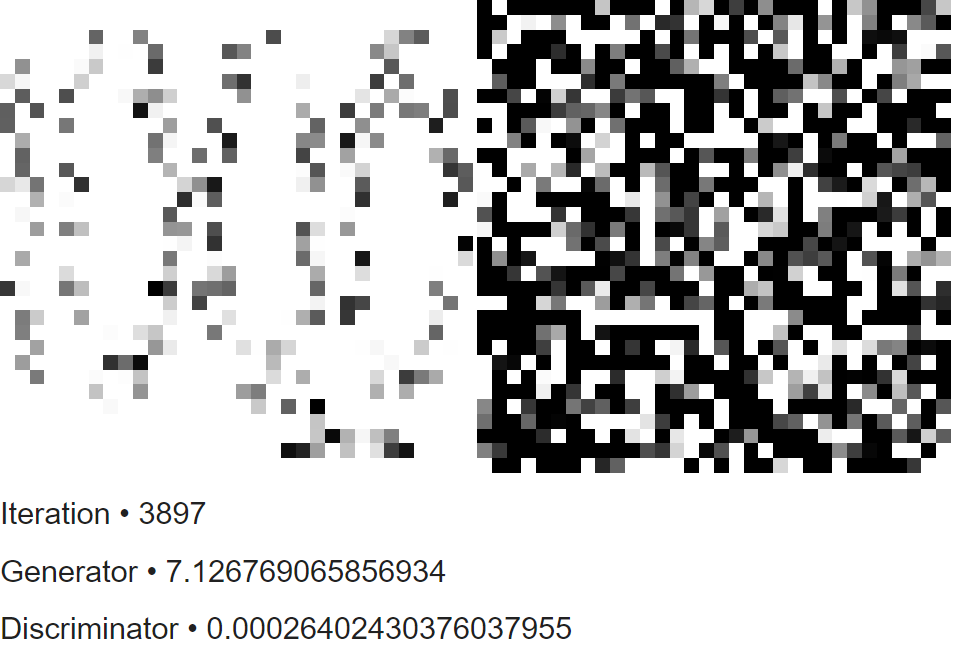 Iteration • 3897
Generator • 7.126769065856934
Discriminator • 0.00026402430376037955